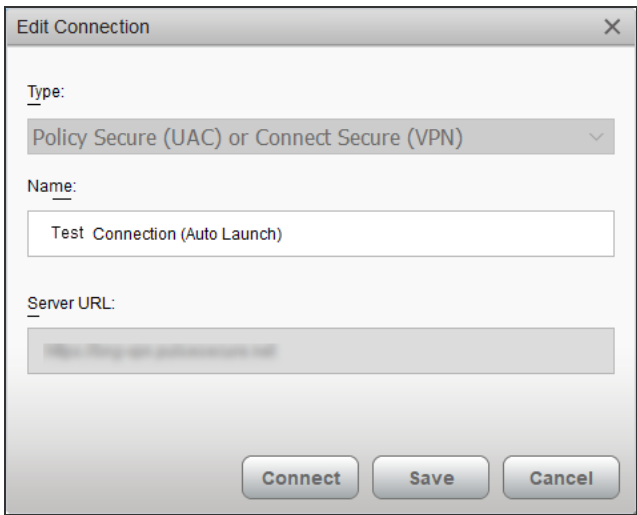 Edit Connection
Type:
Policy Secure (UAC) or Connect Secure (VPN)
Name:
Test Connection (Auto Launch)
Server URL:
Connect Save Cancel